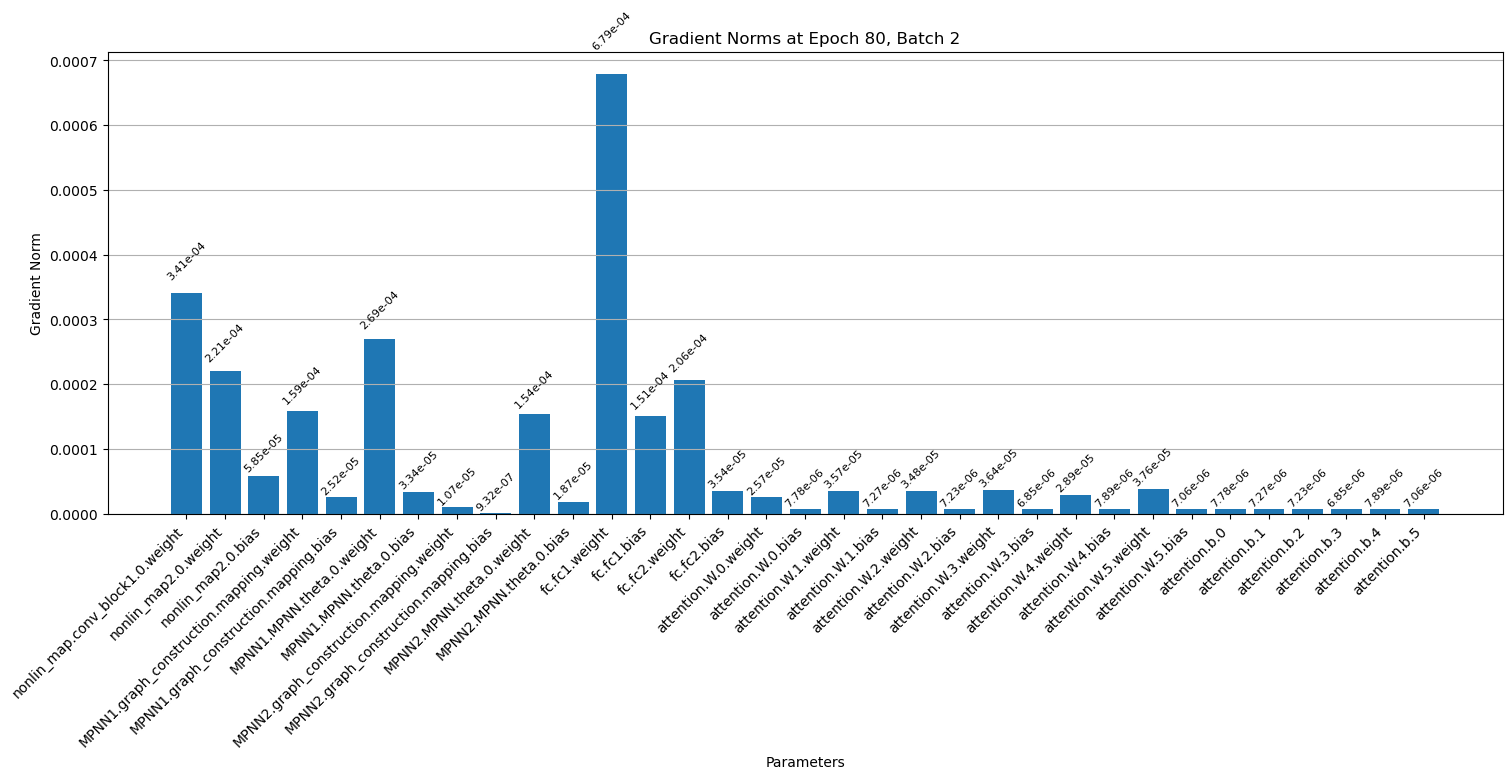 Gradient Norms at Epoch 80, Batch 2
Gradient Norm
0.0007
0.0006
0.0005
0.0004
0.0003
0.0002
0.0001
0.0000
3.41e-04
2.21e-04
5.85e-05
1.59e-04
2.52e-05
2.69e-04
3.34e-05
1.07e-05
9.32e-07
1.54e-04
1.87e-05
6.79e-04
1.51e-04
2.06e-04
3.54e-05
2.57e-05
7.78e-06
3.57e-05
7.27e-06
3.48e-05
7.23e-06
3.64e-05
6.85e-06
2.89e-05
7.89e-06
3.76e-05
7.06e-06
7.78e-06
7.27e-06
7.23e-06
6.85e-06
7.89e-06
7.06e-06
nonlin_map.conv_block1.0.weight
nonlin_map2.0.weight
nonlin_map2.0.bias
MPNN1.graph_construction.mapping.weight
MPNN1.graph_construction.mapping.bias
MPNN1.MPNN.theta.0.weight
MPNN1.MPNN.theta.0.bias
MPNN2.graph_construction.mapping.weight
MPNN2.graph_construction.mapping.bias
MPNN2.MPNN.theta.0.weight
MPNN2.MPNN.theta.0.bias
fc.fc1.weight
fc.fc1.bias
fc.fc2.weight
fc.fc2.bias
attention.W.0.weight
attention.W.0.bias
attention.W.1.weight
attention.W.1.bias
attention.W.2.weight
attention.W.2.bias
attention.W.3.weight
attention.W.3.bias
attention.W.4.weight
attention.W.4.bias
attention.W.5.weight
attention.W.5.bias
attention.b.0
attention.b.1
attention.b.2
attention.b.3
attention.b.4
attention.b.5
Parameters